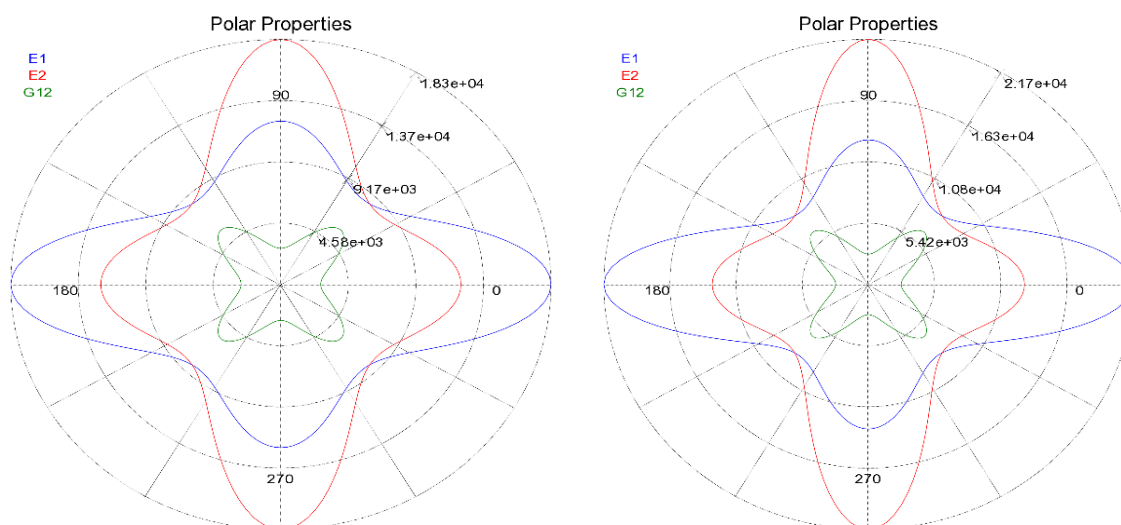 Polar Properties
E1
E2
G12
1.83e+04
90
1.37e+04
9.17e+03
4.58e+03
180
0
270
Polar Properties
E1
E2
G12
2.17e+04
90
1.63e+04
1.08e+04
5.42e+03
180
0
270